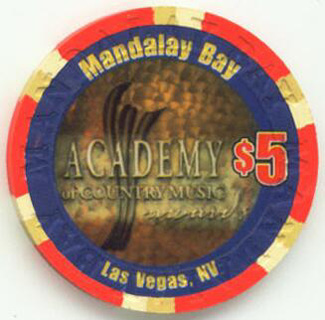 Mandalay Bay
ACADEMY $5
of COUNTRY MUSIC
awards
Las Vegas, NV